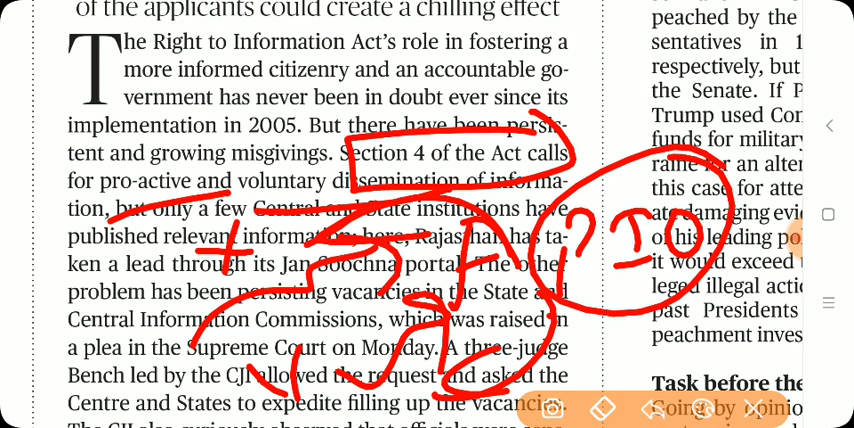 of the applicants could create a chilling effect
The Right to Information Act's role in fostering a
more informed citizenry and an accountable go-
vernment has never been in doubt ever since its
implementation in 2005. But there have been persis-
tent and growing misgivings. Section 4 of the Act calls
for pro-active and voluntary dissemination of informa-
tion, but only a few Central and State institutions have
published relevant information; here, Rajasthan has ta-
ken a lead through its Jan Soochna portal. The other
problem has been persisting vacancies in the State and
Central Information Commissions, which was raised in
a plea in the Supreme Court on Monday. A three-judge
Bench led by the CJI allowed the request and asked the
Centre and States to expedite filling up the vacancies.
peached by the
sentatives in 1
respectively, but
the Senate. If P
Trump used Con
funds for military
for an alter
this case for atte
damaging evi
of his leading po
it would exceed
leged illegal actio
past Presidents
peachment inves
Task before the
Going by opinio
? IO